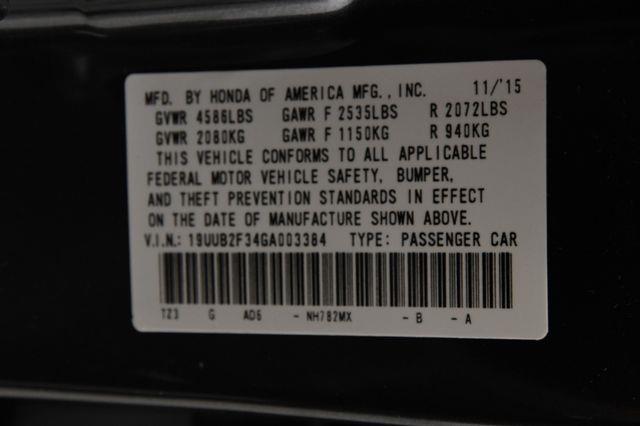 MFD. BY HONDA OF AMERICA MFG., INC. 11/'15
GVWR 4586LBS GAWR F 2535LBS R 2072LBS
GVWR 2080KG GAWR F 1150KG R 940KG
THIS VEHICLE CONFORMS TO ALL APPLICABLE
FEDERAL MOTOR VEHICLE SAFETY, BUMPER,
AND THEFT PREVENTION STANDARDS IN EFFECT
ON THE DATE OF MANUFACTURE SHOWN ABOVE.
V.I.N.: 19UUB2F34GA003384 TYPE: PASSENGER CAR
TZ3 G AD6 - NH782MX - B - A